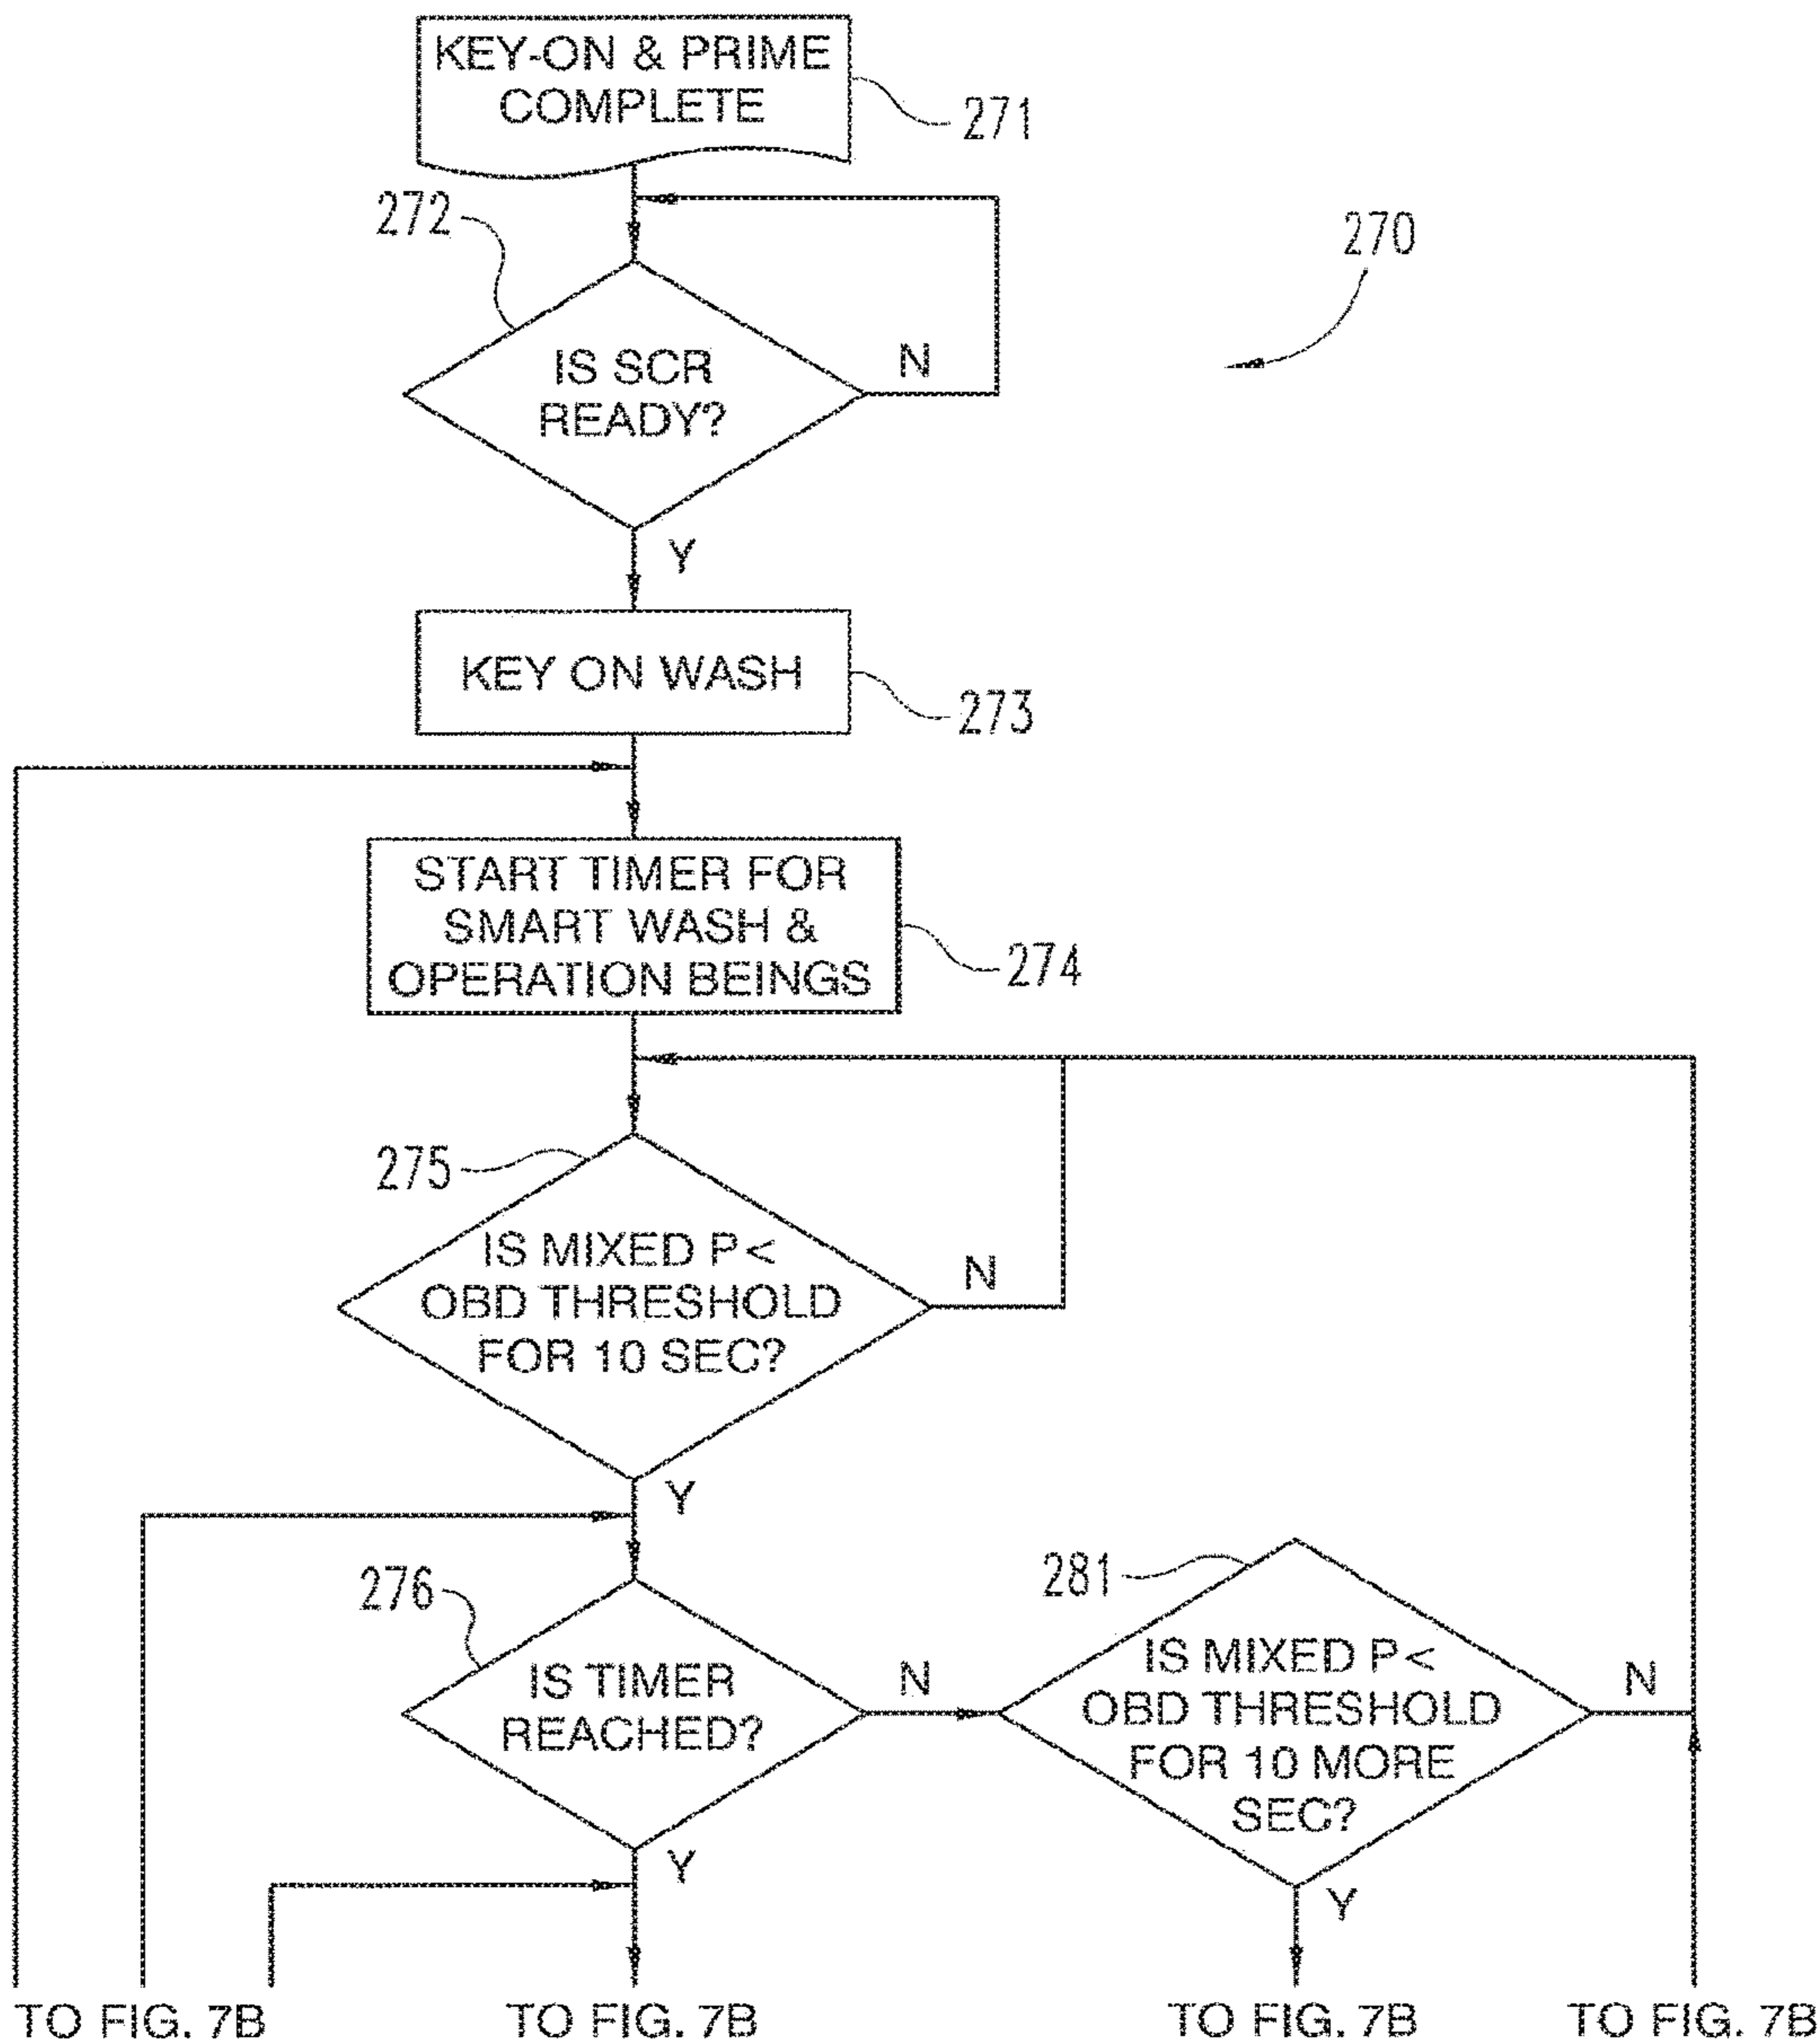 KEY-ON & PRIME
COMPLETE
271
272
270
IS SCR
READY?
N
Y
KEY ON WASH
273
START TIMER FOR
SMART WASH &
OPERATION BEINGS
274
275
IS MIXED P<
OBD THRESHOLD
FOR 10 SEC?
N
Y
276
IS TIMER
REACHED?
N
Y
281
IS MIXED P<
OBD THRESHOLD
FOR 10 MORE
SEC?
N
Y
TO FIG. 7B
TO FIG. 7B
TO FIG. 7B
TO FIG. 7B